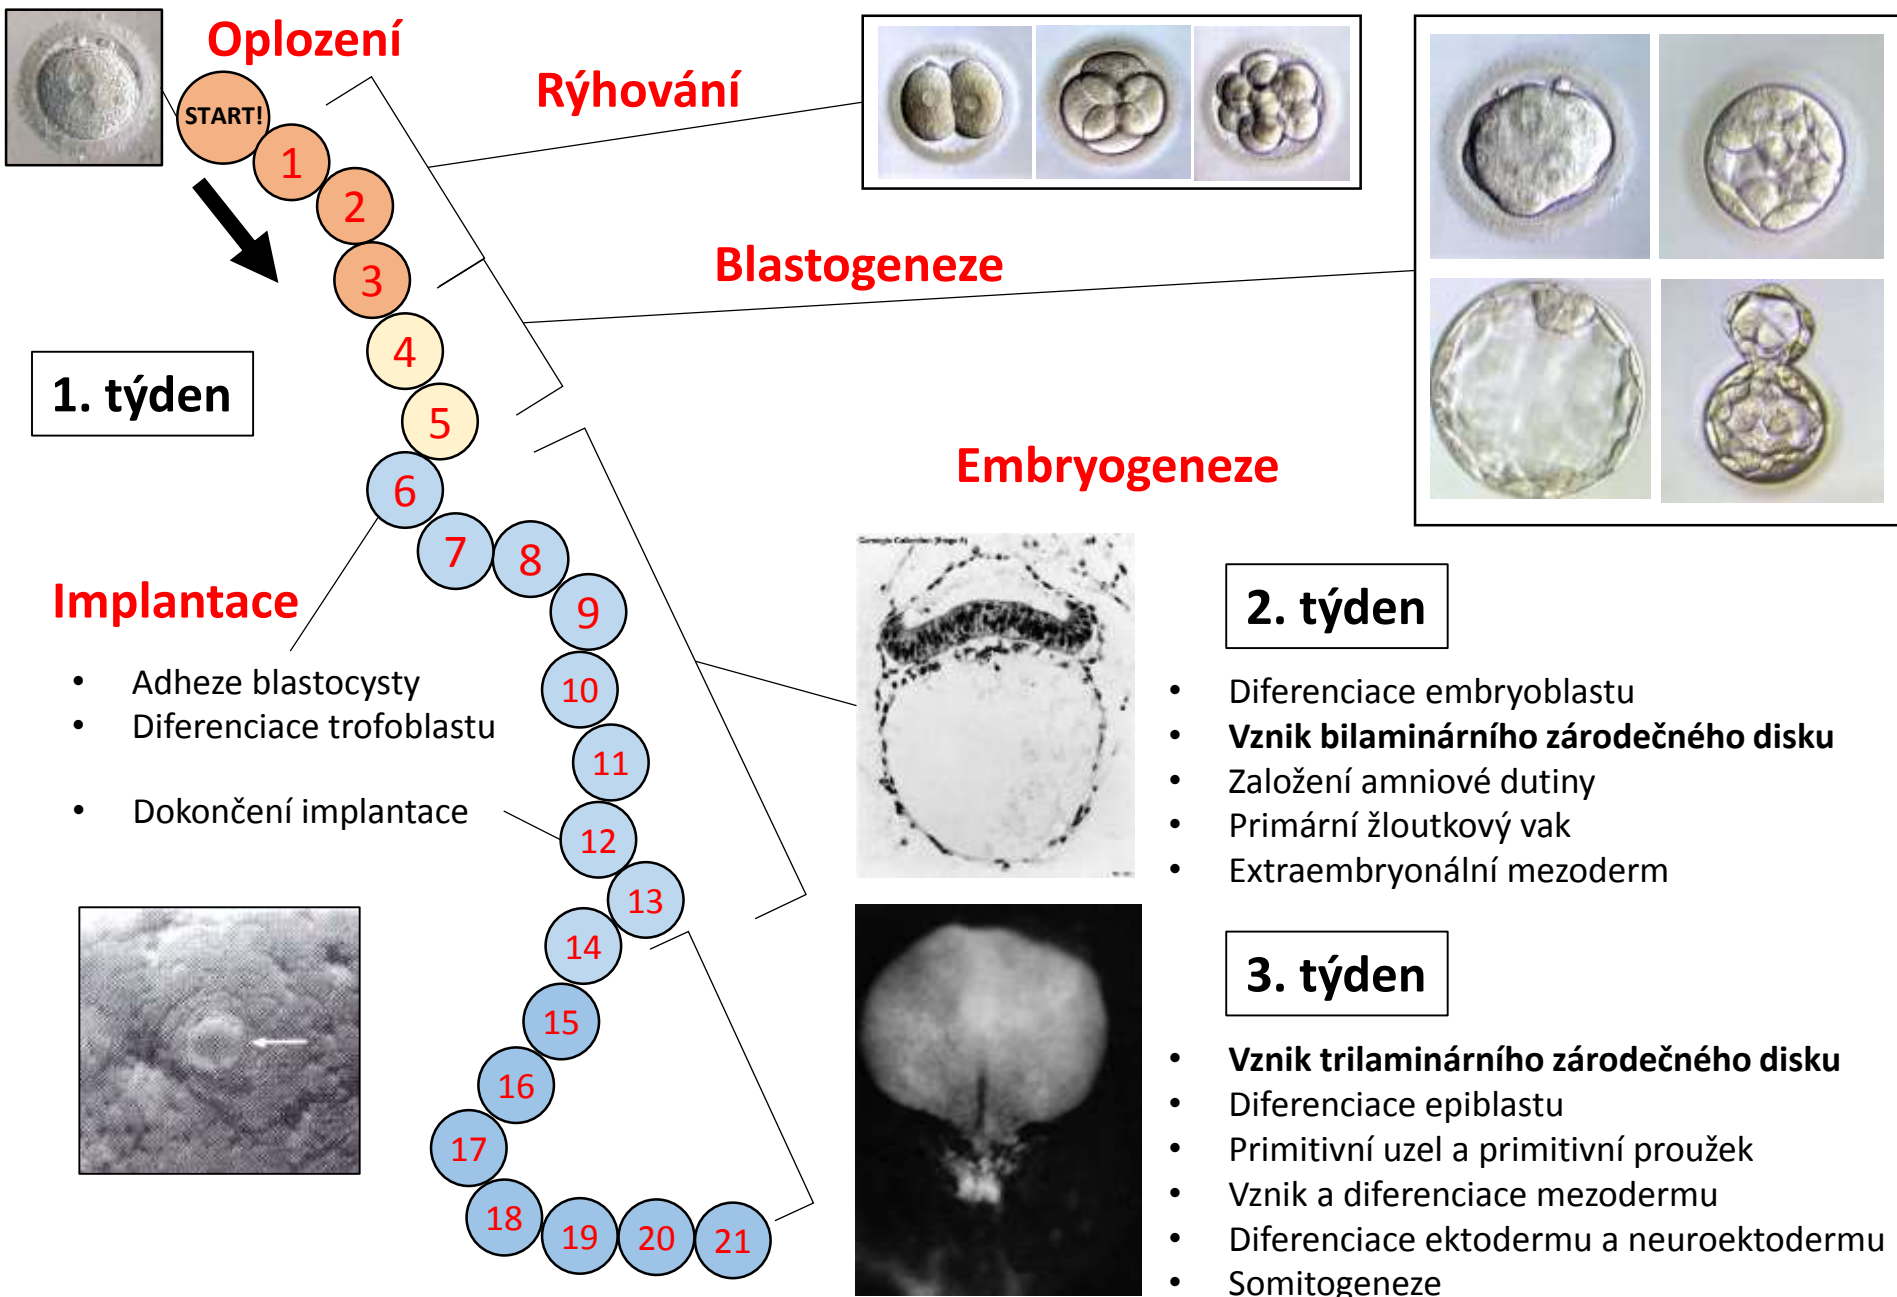 Oplození
START!
Rýhování
1
2
3
Blastogeneze
4
1. týden
5
Embryogeneze
6
7
8
Implantace
9
• Adheze blastocysty
• Diferenciace trofoblastu
10
11
• Dokončení implantace
12
13
14
15
16
17
18
19
20
21
2. týden
• Diferenciace embryoblastu
• Vznik bilaminárního zárodečného disku
• Založení amniové dutiny
• Primární žloutkový vak
• Extraembryonální mezoderm
3. týden
• Vznik trilaminárního zárodečného disku
• Diferenciace epiblastu
• Primitivní uzel a primitivní proužek
• Vznik a diferenciace mezodermu
• Diferenciace ektodermu a neuroektodermu
• Somitogeneze